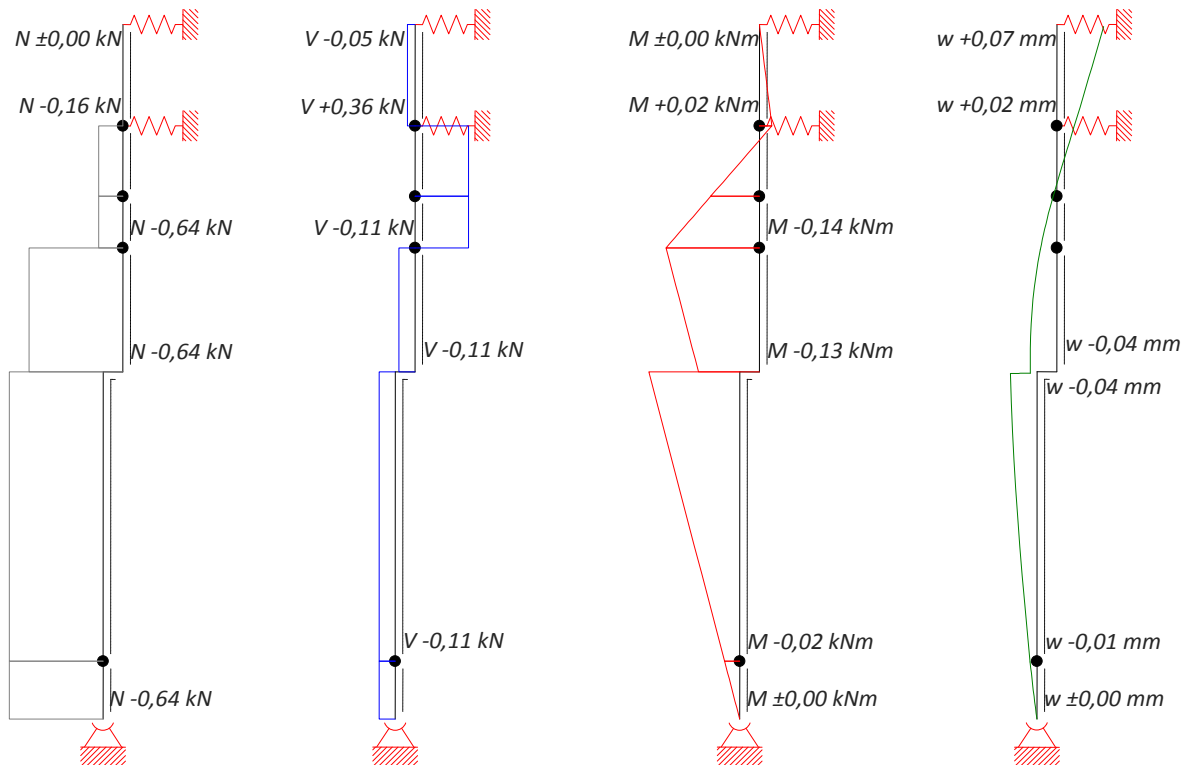 N ±0,00 kN
N -0,16 kN
N -0,64 kN
N -0,64 kN
N -0,64 kN
V -0,05 kN
V +0,36 kN
V -0,11 kN
V -0,11 kN
V -0,11 kN
M ±0,00 kNm
M +0,02 kNm
M -0,14 kNm
M -0,13 kNm
M -0,02 kNm
M ±0,00 kNm
w +0,07 mm
w +0,02 mm
w -0,04 mm
w -0,04 mm
w -0,01 mm
w ±0,00 mm